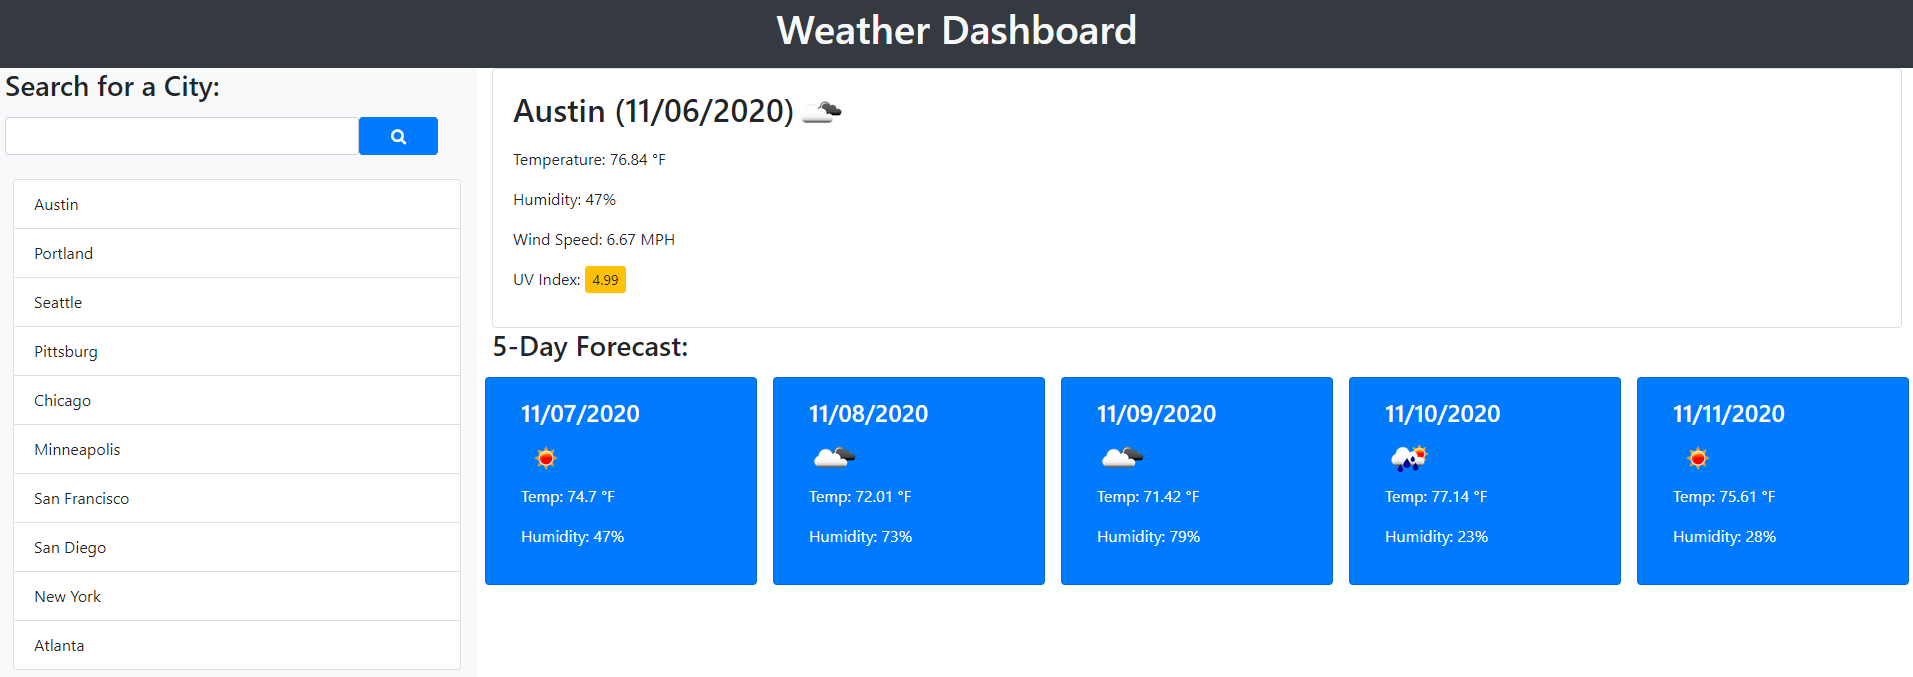 Weather Dashboard
Search for a City:
Austin
Portland
Seattle
Pittsburg
Chicago
Minneapolis
San Francisco
San Diego
New York
Atlanta
Austin (11/06/2020)
Temperature: 76.84 °F
Humidity: 47%
Wind Speed: 6.67 MPH
UV Index: 4.99
5-Day Forecast:
11/07/2020
Temp: 74.7 °F
Humidity: 47%
11/08/2020
Temp: 72.01 °F
Humidity: 73%
11/09/2020
Temp: 71.42 °F
Humidity: 79%
11/10/2020
Temp: 77.14 °F
Humidity: 23%
11/11/2020
Temp: 75.61 °F
Humidity: 28%